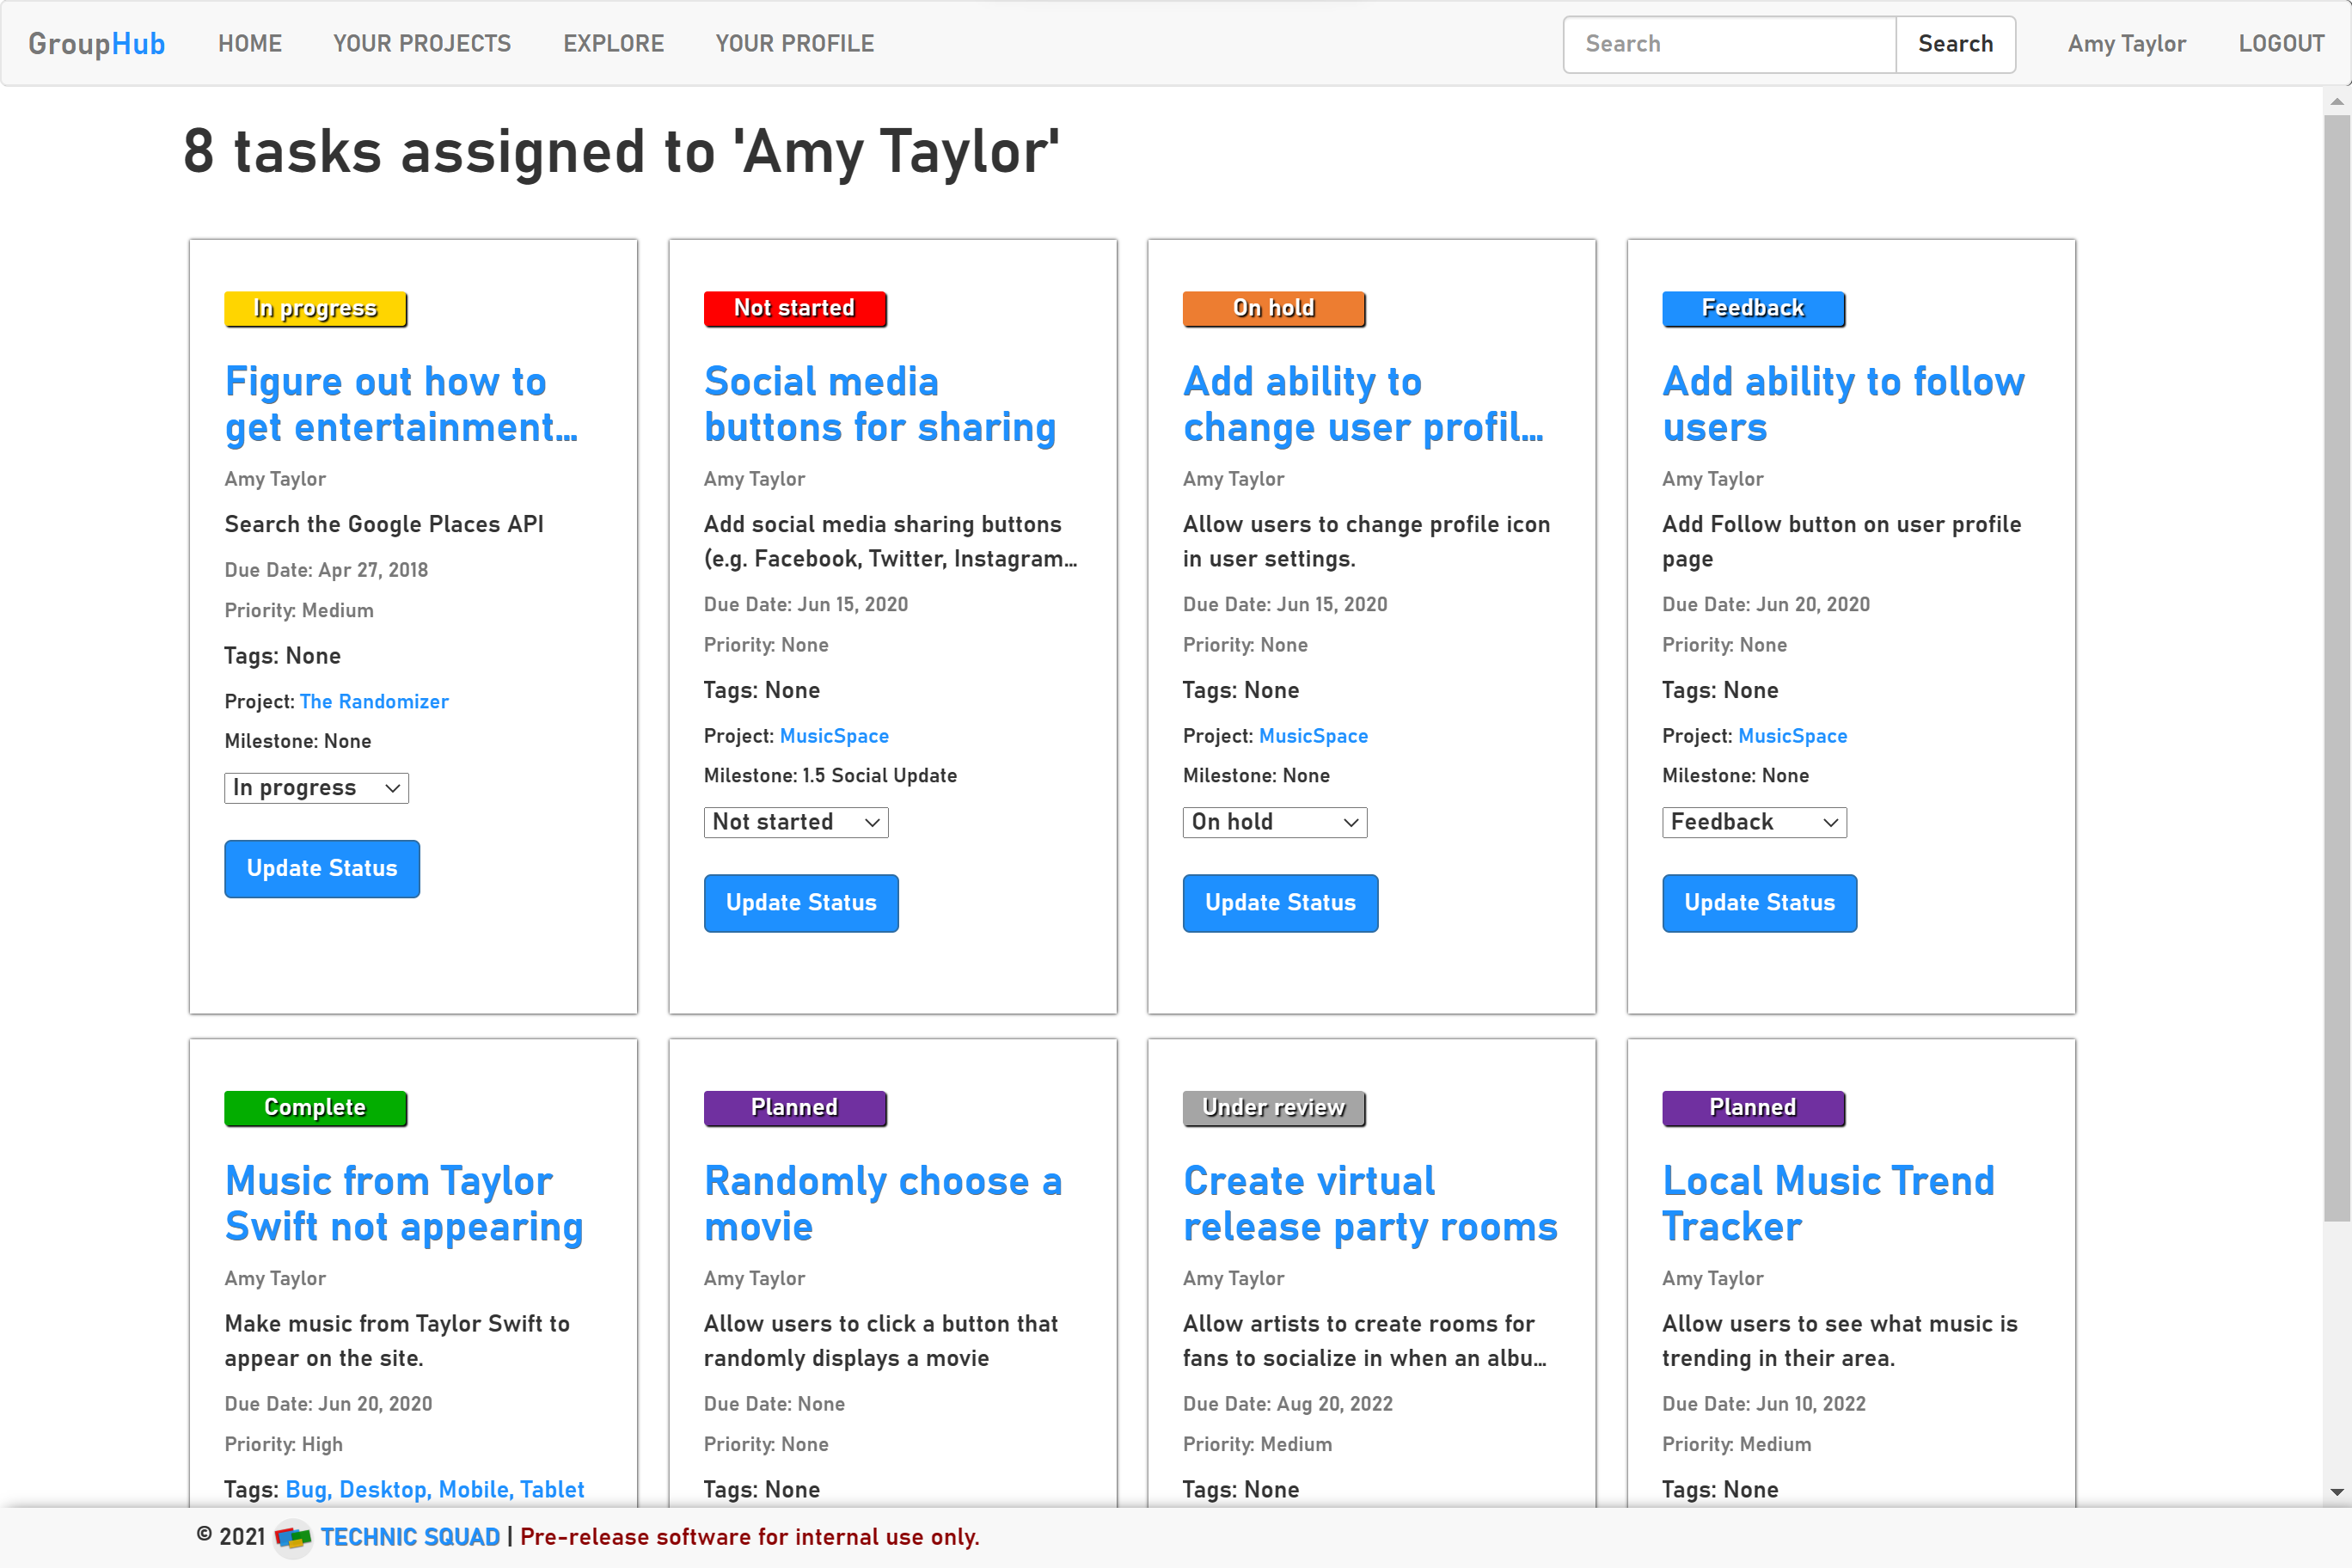 GroupHub HOME YOUR PROJECTS EXPLORE YOUR PROFILE Search Search Amy Taylor LOGOUT
8 tasks assigned to 'Amy Taylor'
In progress
Figure out how to
get entertainment...
Amy Taylor
Search the Google Places API
Due Date: Apr 27, 2018
Priority: Medium
Tags: None
Project: The Randomizer
Milestone: None
In progress
Update Status
Not started
Social media
buttons for sharing
Amy Taylor
Add social media sharing buttons
(e.g. Facebook, Twitter, Instagram...
Due Date: Jun 15, 2020
Priority: None
Tags: None
Project: MusicSpace
Milestone: 1.5 Social Update
Not started
Update Status
On hold
Add ability to
change user profil...
Amy Taylor
Allow users to change profile icon
in user settings.
Due Date: Jun 15, 2020
Priority: None
Tags: None
Project: MusicSpace
Milestone: None
On hold
Update Status
Feedback
Add ability to follow
users
Amy Taylor
Add Follow button on user profile
page
Due Date: Jun 20, 2020
Priority: None
Tags: None
Project: MusicSpace
Milestone: None
Feedback
Update Status
Complete
Music from Taylor
Swift not appearing
Amy Taylor
Make music from Taylor Swift to
appear on the site.
Due Date: Jun 20, 2020
Priority: High
Tags: Bug, Desktop, Mobile, Tablet
Planned
Randomly choose a
movie
Amy Taylor
Allow users to click a button that
randomly displays a movie
Due Date: None
Priority: None
Tags: None
Under review
Create virtual
release party rooms
Amy Taylor
Allow artists to create rooms for
fans to socialize in when an albu...
Due Date: Aug 20, 2022
Priority: Medium
Tags: None
Planned
Local Music Trend
Tracker
Amy Taylor
Allow users to see what music is
trending in their area.
Due Date: Jun 10, 2022
Priority: Medium
Tags: None
© 2021 TECHNIC SQUAD | Pre-release software for internal use only.